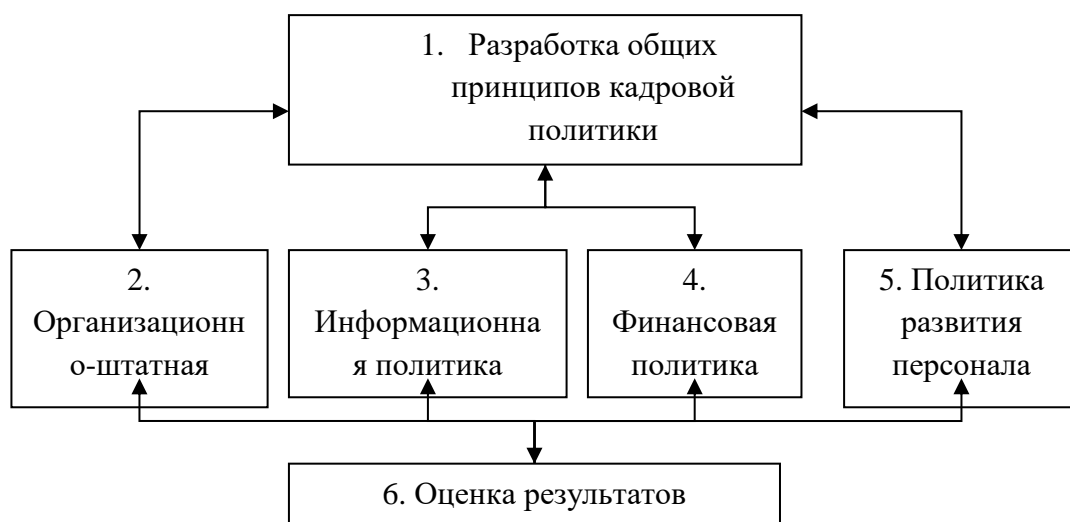 1. Разработка общих
принципов кадровой
политики
2.
Организационн
о-штатная
3.
Информационна
я политика
4.
Финансовая
политика
5. Политика
развития
персонала
6. Оценка результатов